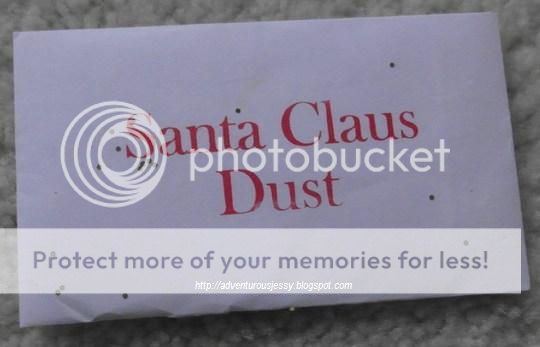 Santa Claus
photobucket
Dust
Protect more of your memories for less!
http://adventurousjessy.blogspot.com